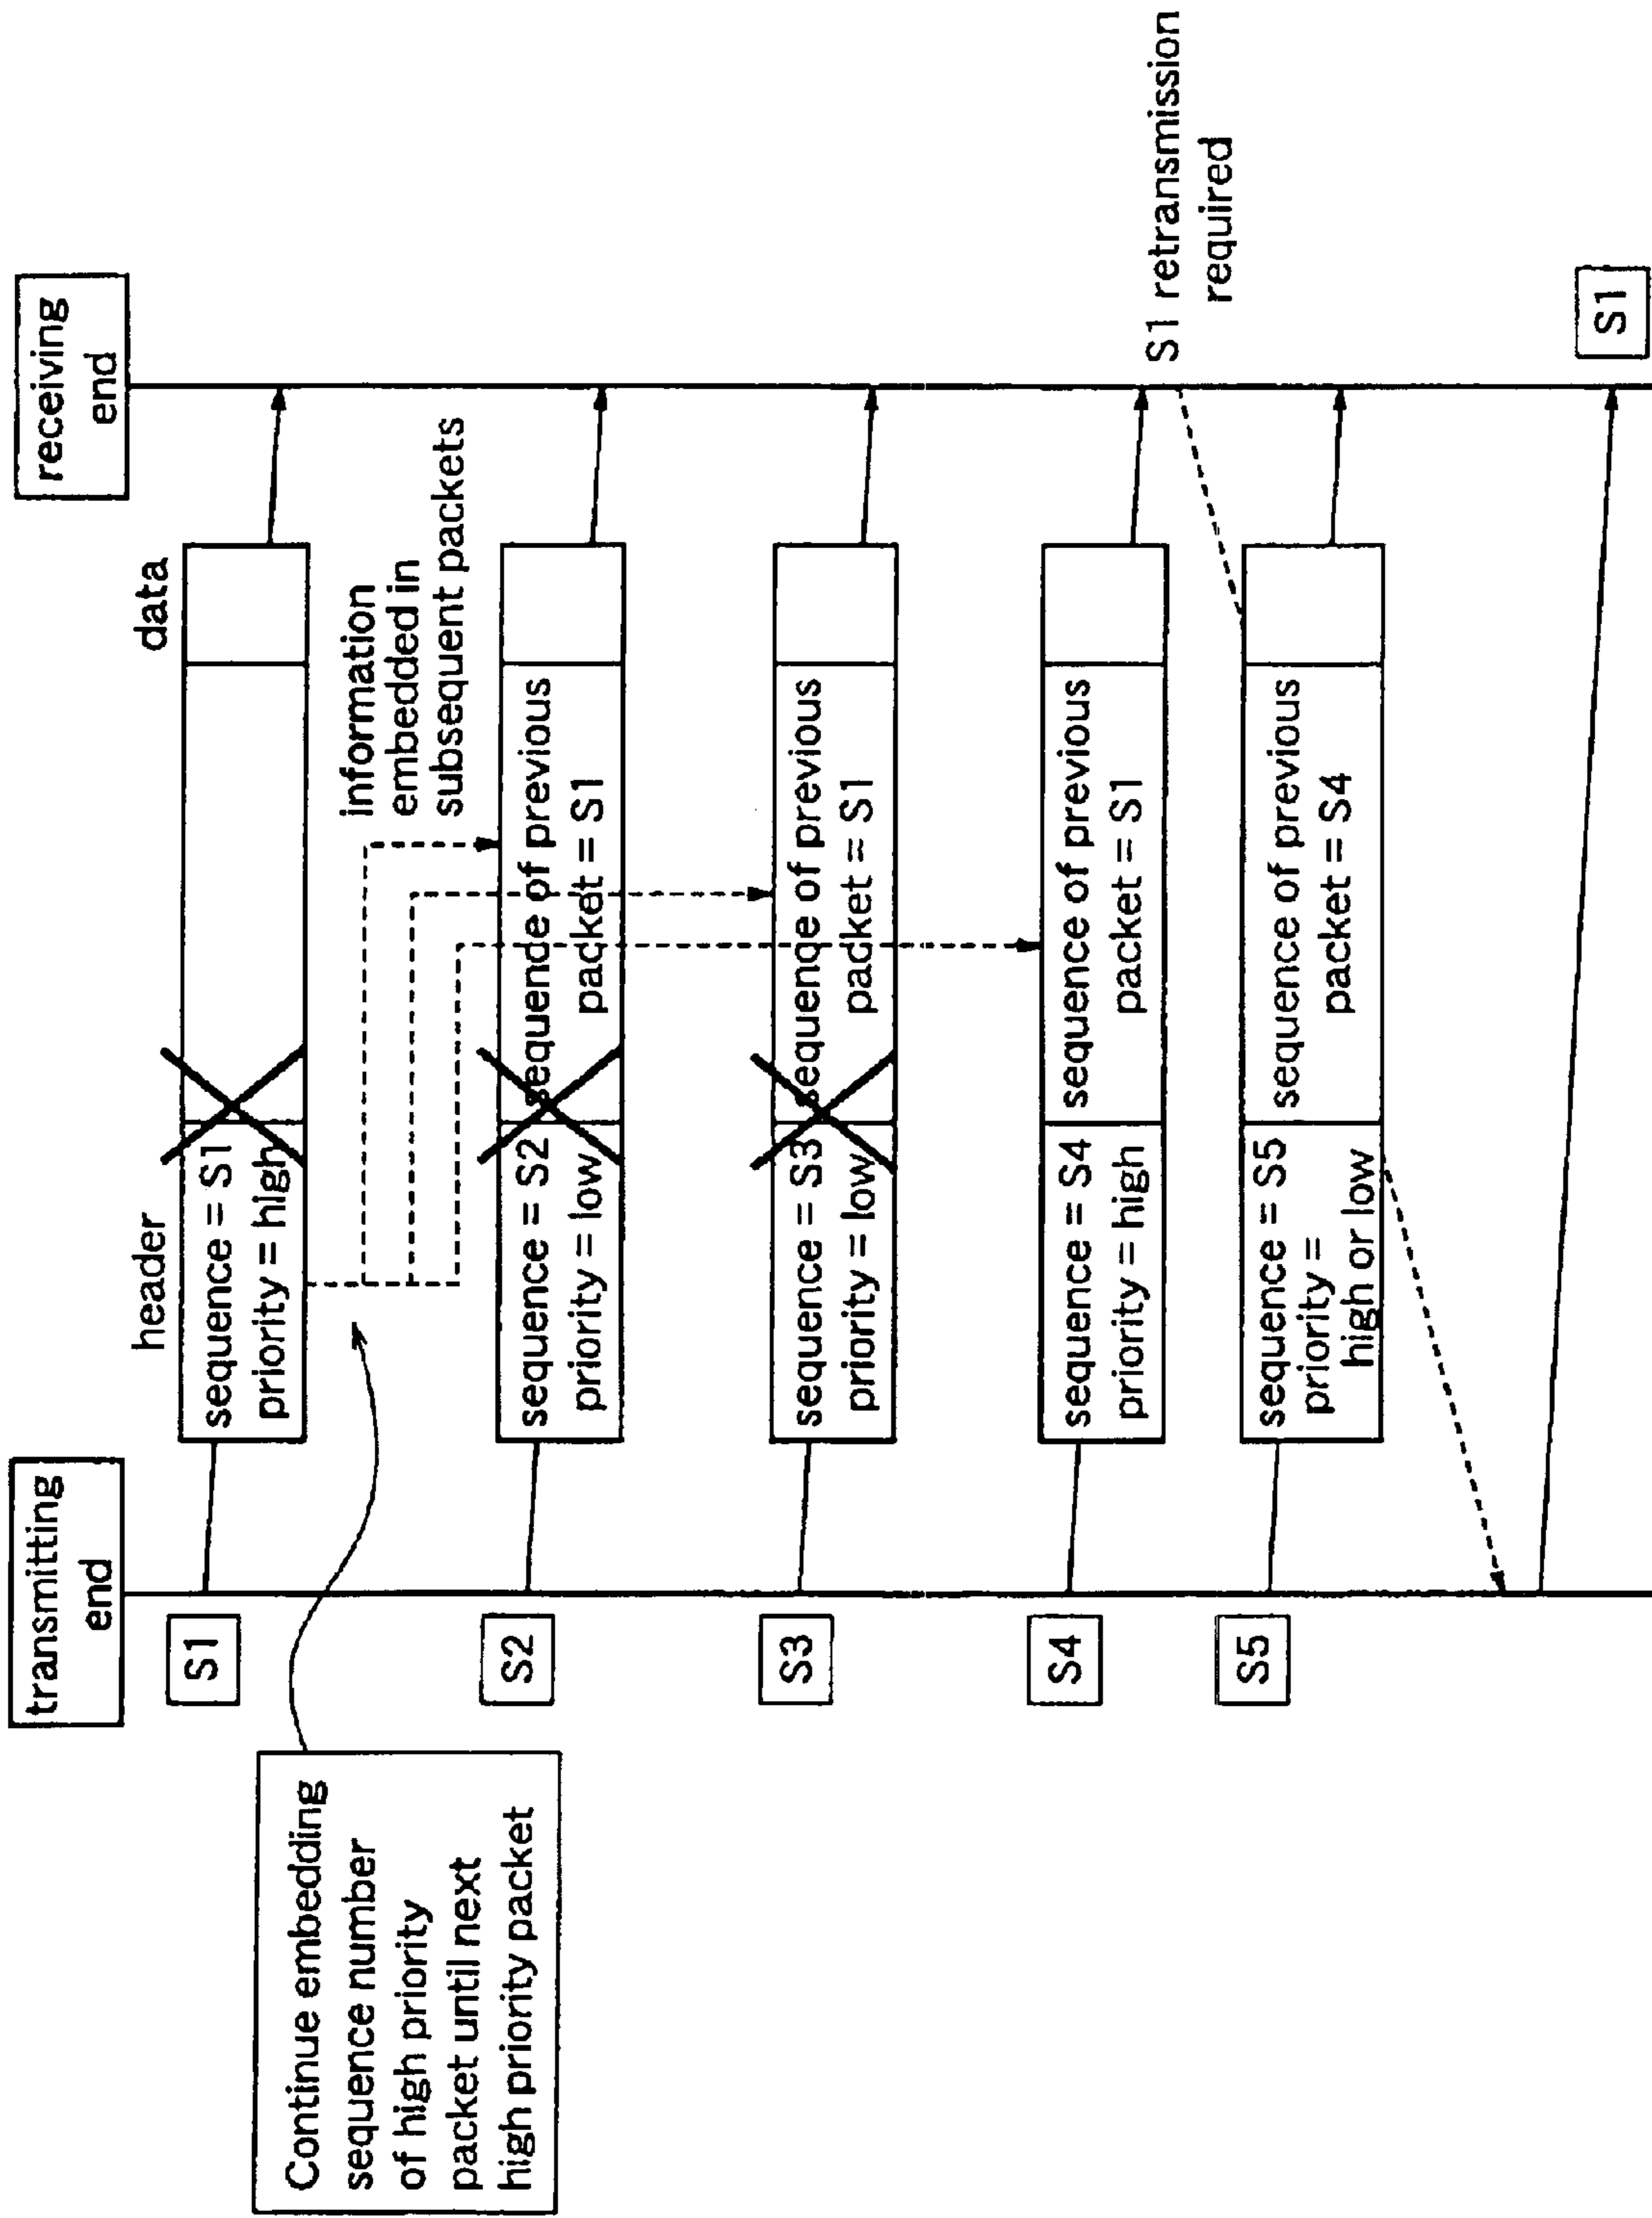 transmitting
end
receiving
end
header
data
S1
sequence = S1
priority = high
Information
embedded in
subsequent packets
Continue embedding
sequence number
of high priority
packet until next
high priority packet
S2
sequence = S2
priority = low
sequence of previous
packet = S1
S3
sequence = S3
priority = low
sequence of previous
packet = S1
S4
sequence = S4
priority = high
sequence of previous
packet = S1
S1 retransmission
required
S5
sequence = S5
priority =
high or low
sequence of previous
packet = S4
S1